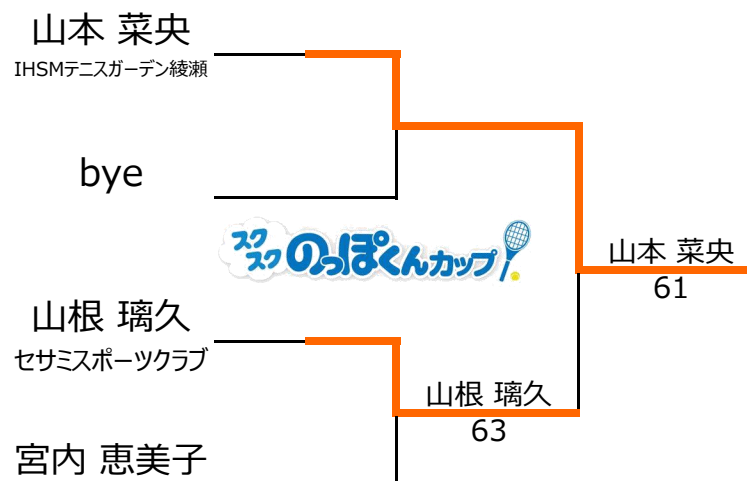 山本 菜央
IHSMテニスガーデン綾瀬
bye
スクスク のっぽくんカップ
山本 菜央
61
山根 璃久
セサミスポーツクラブ
山根 璃久
63
宮内 恵美子